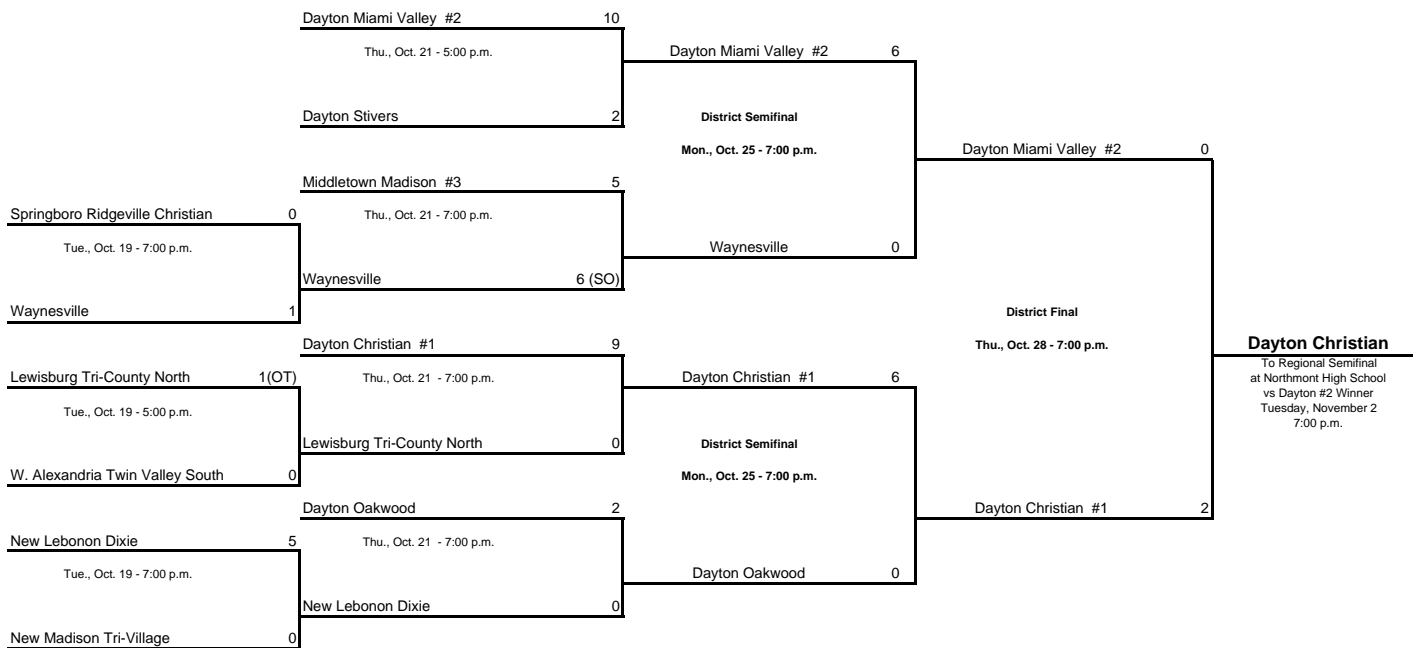 Dayton Miami Valley #2 10
Thu., Oct. 21 - 5:00 p.m.
Dayton Miami Valley #2 6
Dayton Stivers 2
District Semifinal
Mon., Oct. 25 - 7:00 p.m.
Dayton Miami Valley #2 0
Middletown Madison #3 5
Springboro Ridgeville Christian 0
Thu., Oct. 21 - 7:00 p.m.
Tue., Oct. 19 - 7:00 p.m.
Waynesville 0
Waynesville 6 (SO)
Waynesville 1
District Final
Dayton Christian #1 9
Thu., Oct. 28 - 7:00 p.m.
Dayton Christian
To Regional Semifinal
at Northmont High School
vs Dayton #2 Winner
Tuesday, November 2
7:00 p.m.
Lewisburg Tri-County North 1(OT)
Thu., Oct. 21 - 7:00 p.m.
Dayton Christian #1 6
Tue., Oct. 19 - 5:00 p.m.
Lewisburg Tri-County North 0
District Semifinal
W. Alexandria Twin Valley South 0
Mon., Oct. 25 - 7:00 p.m.
Dayton Oakwood 2
Dayton Christian #1 2
New Lebonon Dixie 5
Thu., Oct. 21 - 7:00 p.m.
Tue., Oct. 19 - 7:00 p.m.
Dayton Oakwood 0
New Lebonon Dixie 0
New Madison Tri-Village 0